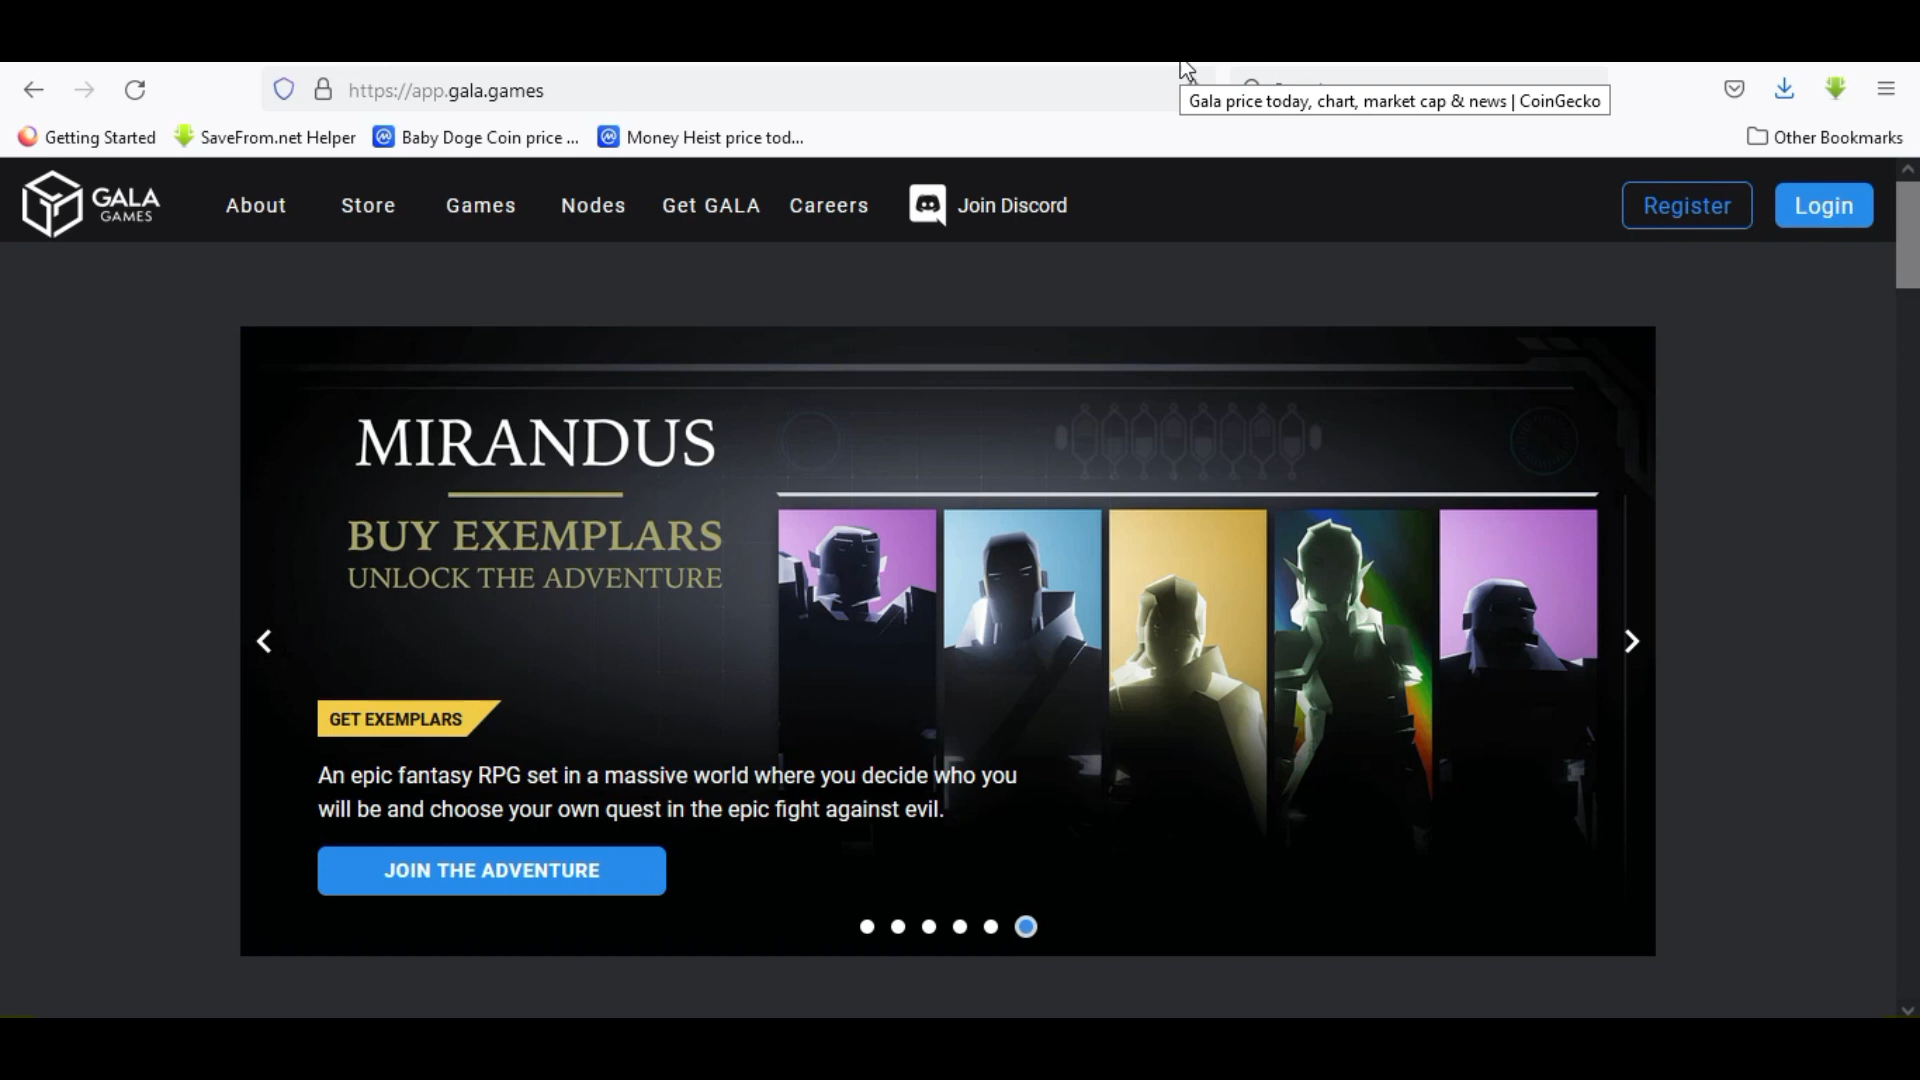 https://app.gala.games
Gala price today, chart, market cap & news | CoinGecko
Getting Started
SaveFrom.net Helper
Baby Doge Coin price ...
Money Heist price tod...
Other Bookmarks
GALA
GAMES
About
Store
Games
Nodes
Get GALA
Careers
Join Discord
Register
Login
MIRANDUS
BUY EXEMPLARS
UNLOCK THE ADVENTURE
GET EXEMPLARS
An epic fantasy RPG set in a massive world where you decide who you
will be and choose your own quest in the epic fight against evil.
JOIN THE ADVENTURE